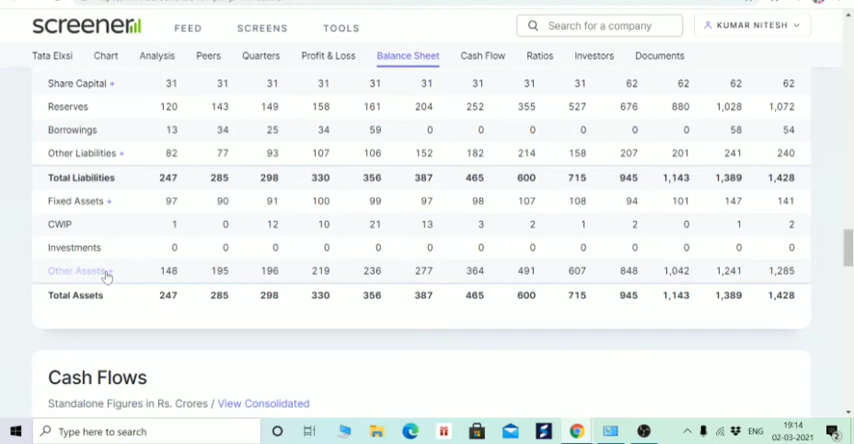 screener
FEED SCREENS TOOLS
Search for a company
KUMAR NITESH
Tata Elxsi Chart Analysis Peers Quarters Profit & Loss Balance Sheet Cash Flow Ratios Investors Documents
Share Capital + 31 31 31 31 31 31 31 31 31 62 62 62 62
Reserves 120 143 149 158 161 204 252 355 527 676 880 1,028 1,072
Borrowings 13 34 25 34 59 0 0 0 0 0 0 58 54
Other Liabilities + 82 77 93 107 106 152 182 214 158 207 201 241 240
Total Liabilities 247 285 298 330 356 387 465 600 715 945 1,143 1,389 1,428
Fixed Assets + 97 90 91 100 99 97 98 107 108 94 101 147 141
CWIP 1 0 12 10 21 13 3 2 1 2 0 1 2
Investments 0 0 0 0 0 0 0 0 0 0 0 0 0
Other Assets + 148 195 196 219 236 277 364 491 607 848 1,042 1,241 1,285
Total Assets 247 285 298 330 356 387 465 600 715 945 1,143 1,389 1,428
Cash Flows
Standalone Figures in Rs. Crores / View Consolidated
Type here to search
ENG
19:14
02-03-2021
2